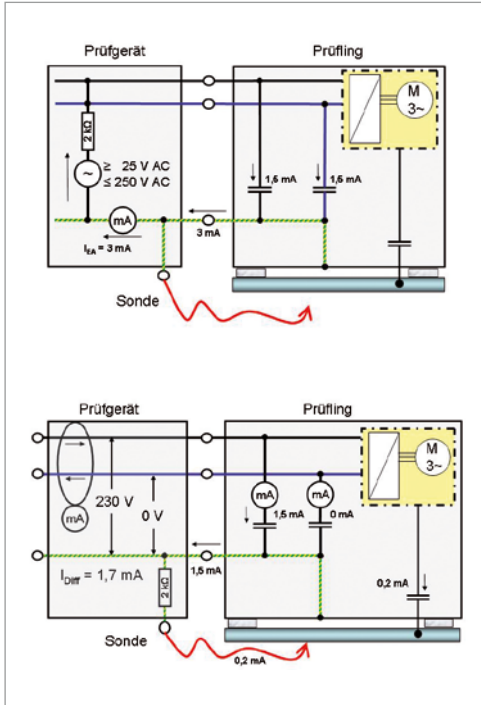 Prüfgerät
Prüfling
2 kΩ
M
3~
~
≥ 25 V AC
≤ 250 V AC
1,5 mA
1,5 mA
mA
I_EA = 3 mA
3 mA
Sonde
Prüfgerät
Prüfling
M
3~
mA
mA
230 V
mA
0 V
1,5 mA
0 mA
1,5 mA
I_Diff = 1,7 mA
2 kΩ
0,2 mA
Sonde
0,2 mA